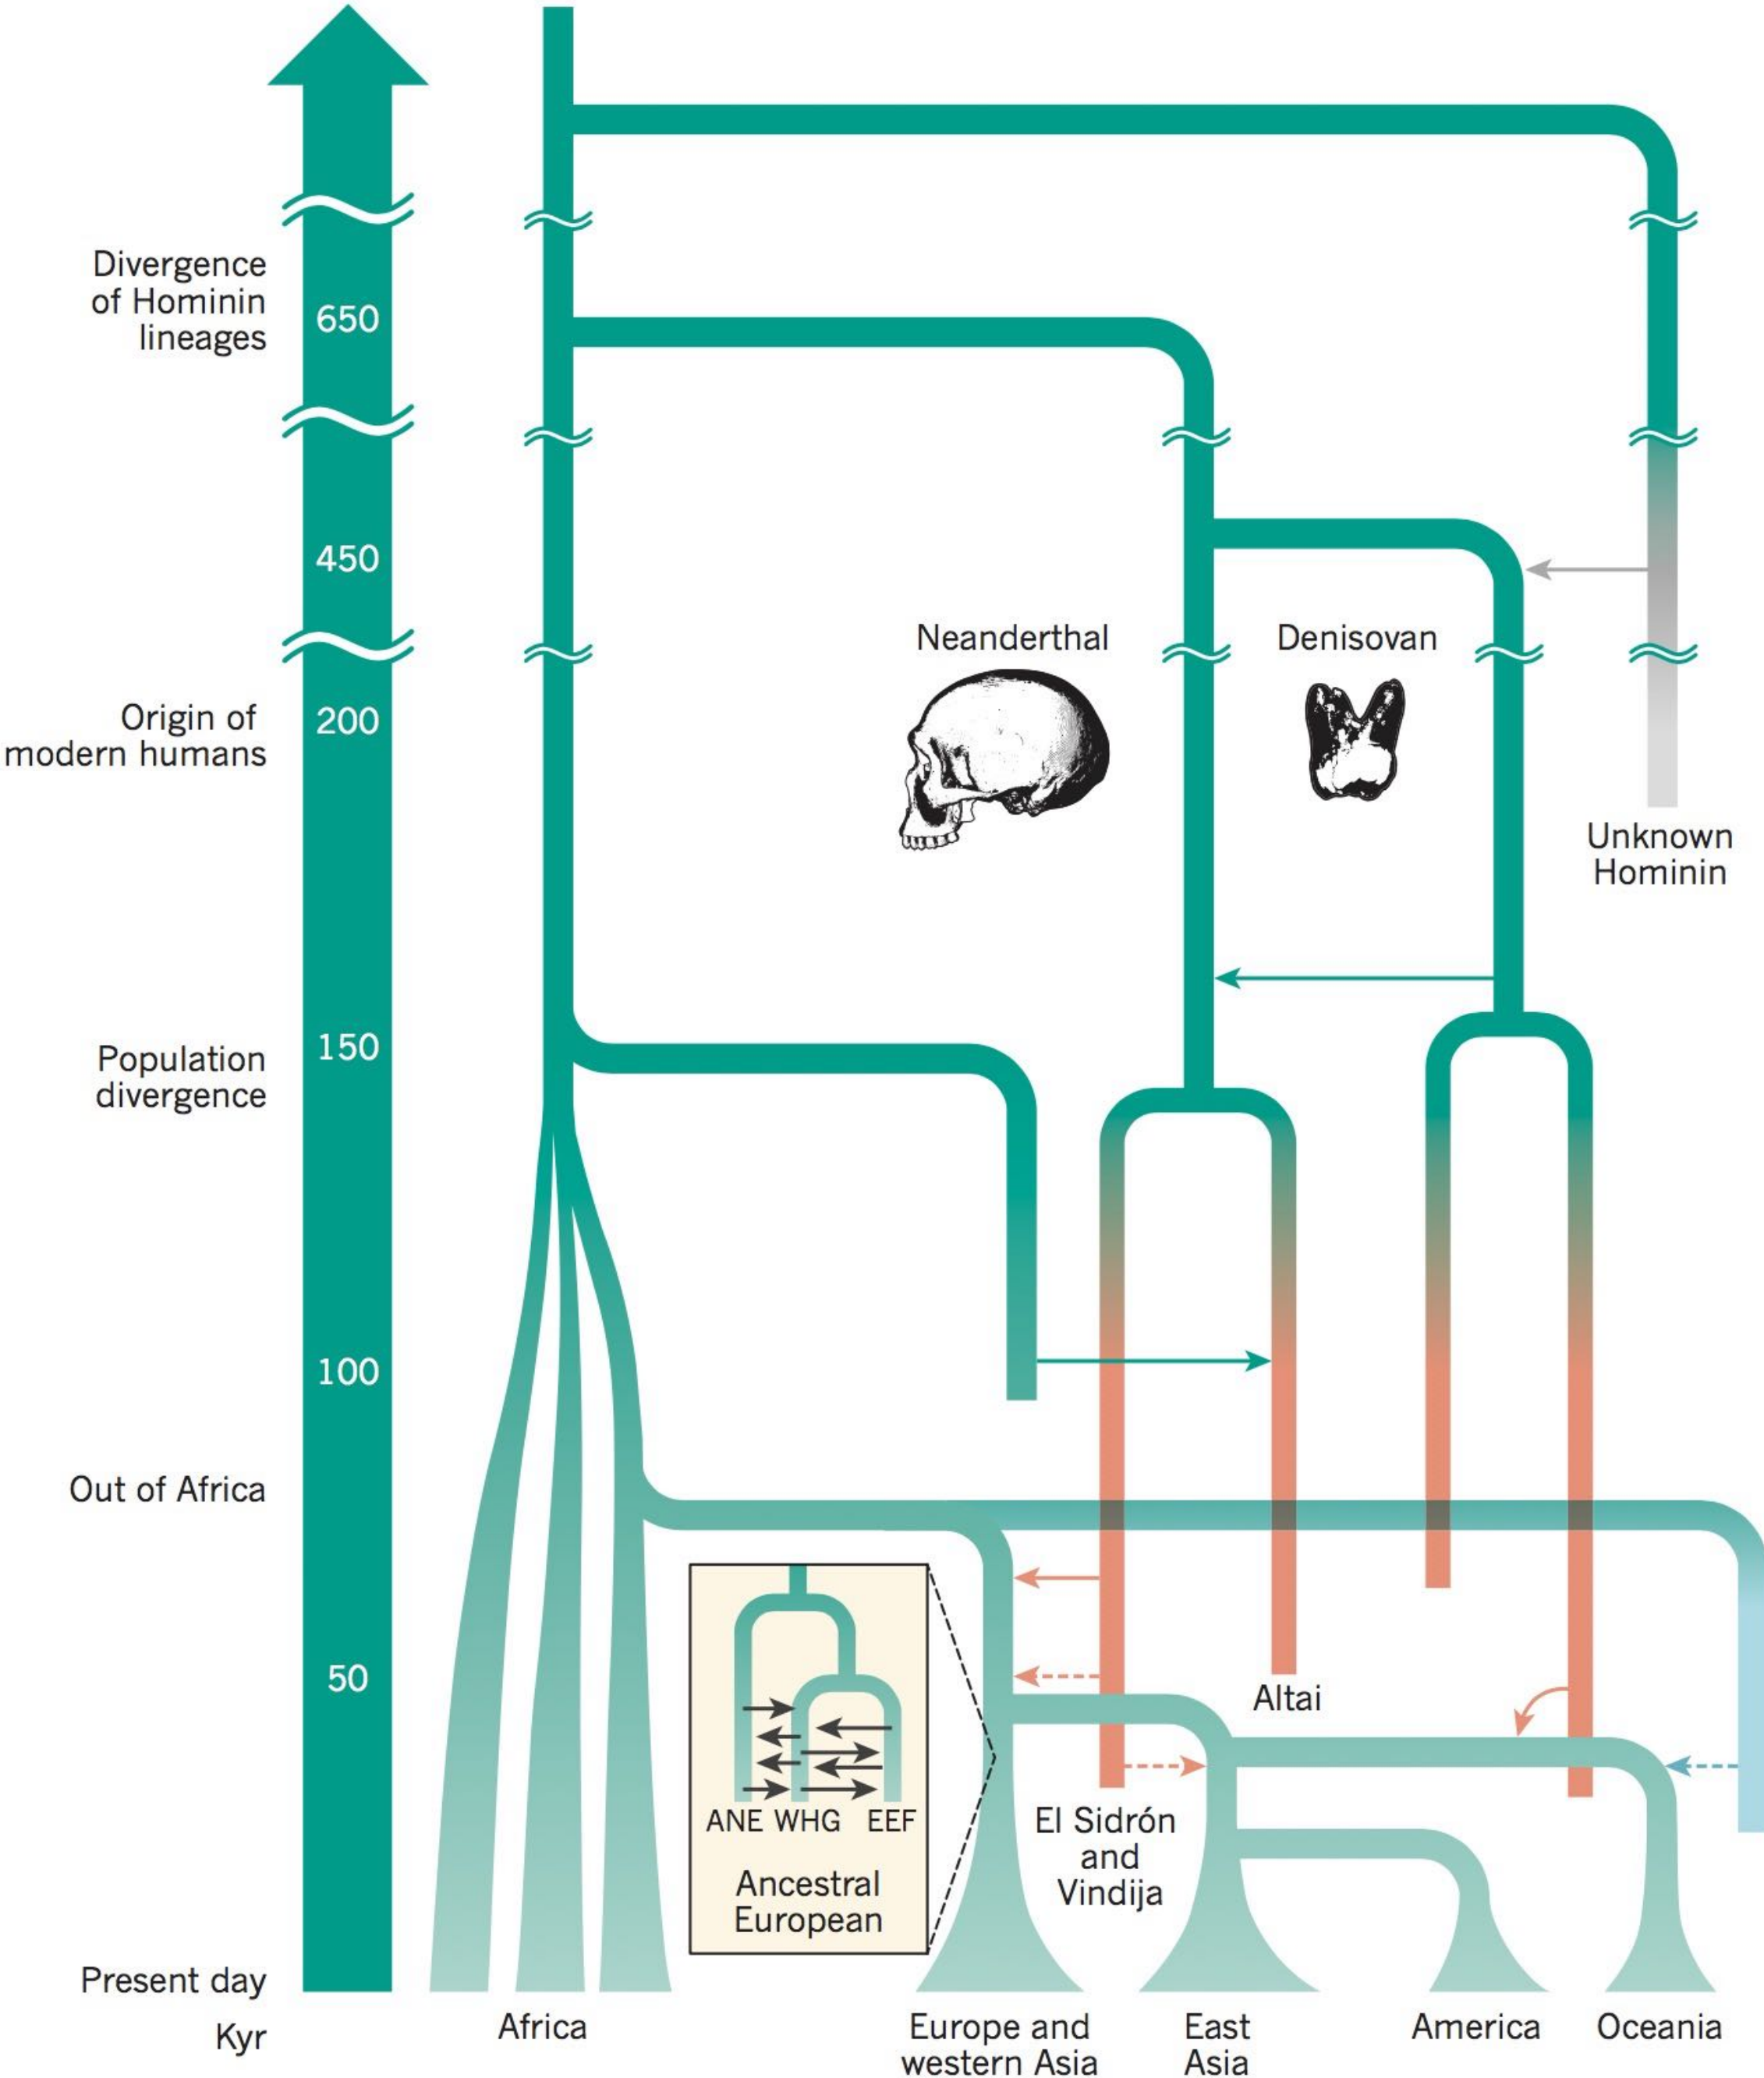 Divergence
of Hominin
lineages
650
450
Neanderthal
Denisovan
Origin of
modern humans
200
Unknown
Hominin
Population
divergence
150
100
Out of Africa
50
Altai
ANE WHG EEF
Ancestral
European
El Sidrón
and
Vindija
Present day
Kyr
Africa
Europe and
western Asia
East
Asia
America
Oceania